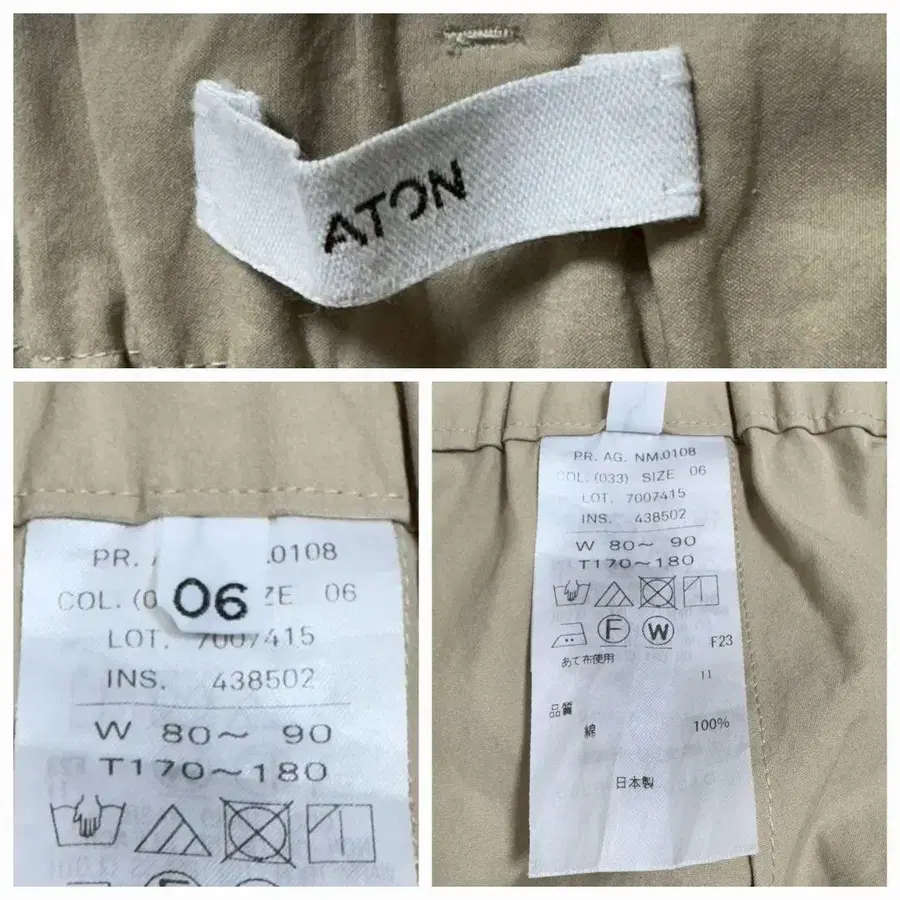 ATON
PR. .0108
COL. (0 06 ZE 06
LOT. 7007415
INS. 438502
W 80～ 90
T170～180
PR. AG. NM.0108
COL. (033) SIZE 06
LOT. 7007415
INS. 438502
W 80～ 90
T170～180
F W
F23
あて布使用
11
品質
綿 100%
日本製